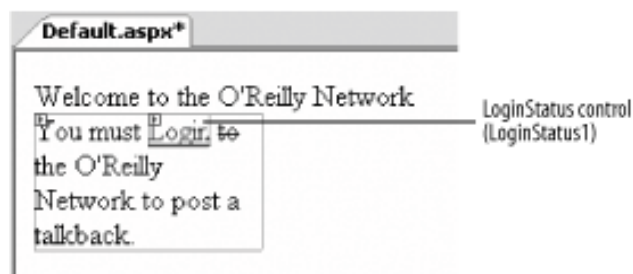 Default.aspx*
Welcome to the O'Reilly Network
You must Login to
the O'Reilly
Network to post a
talkback.
LoginStatus control
(LoginStatus1)